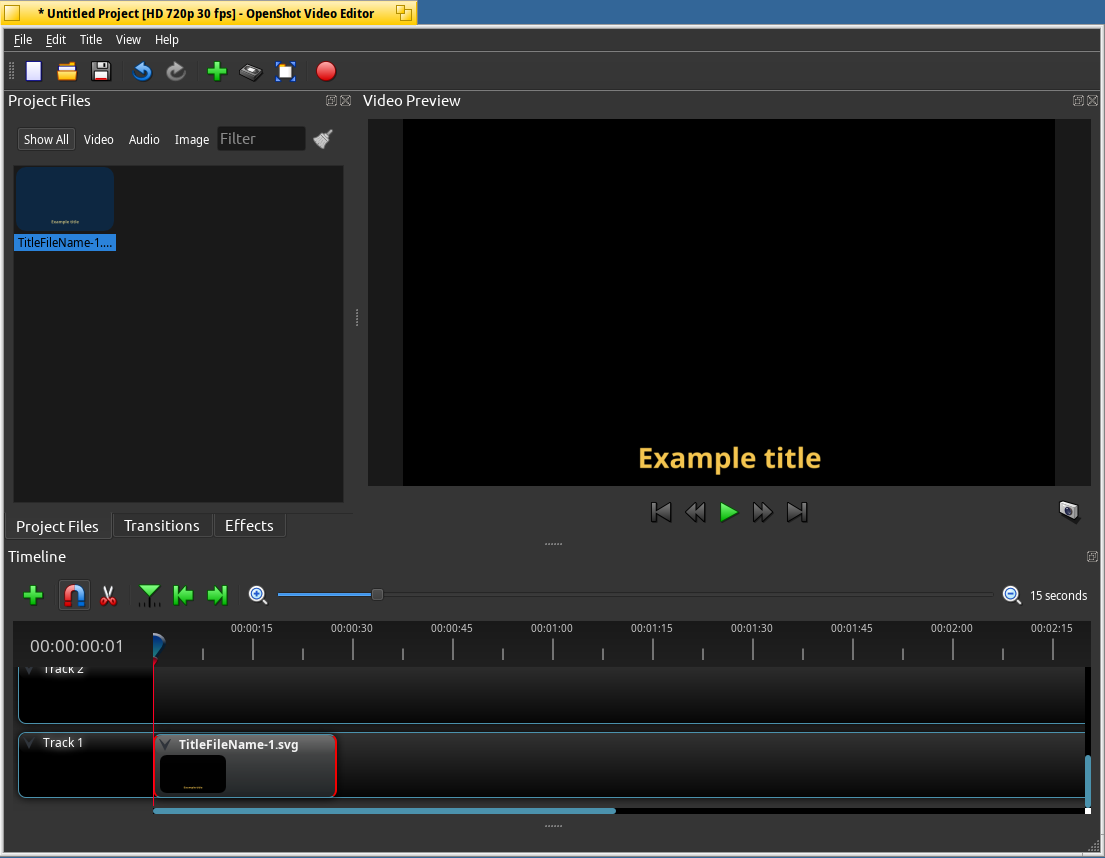 * Untitled Project [HD 720p 30 fps] - OpenShot Video Editor
File Edit Title View Help
Project Files
Video Preview
Show All Video Audio Image Filter
Example title
TitleFileName-1....
Example title
Project Files Transitions Effects
Timeline
15 seconds
00:00:00:01
00:00:15 00:00:30 00:00:45 00:01:00 00:01:15 00:01:30 00:01:45 00:02:00 00:02:15
Track 2
Track 1
TitleFileName-1.svg
Example title